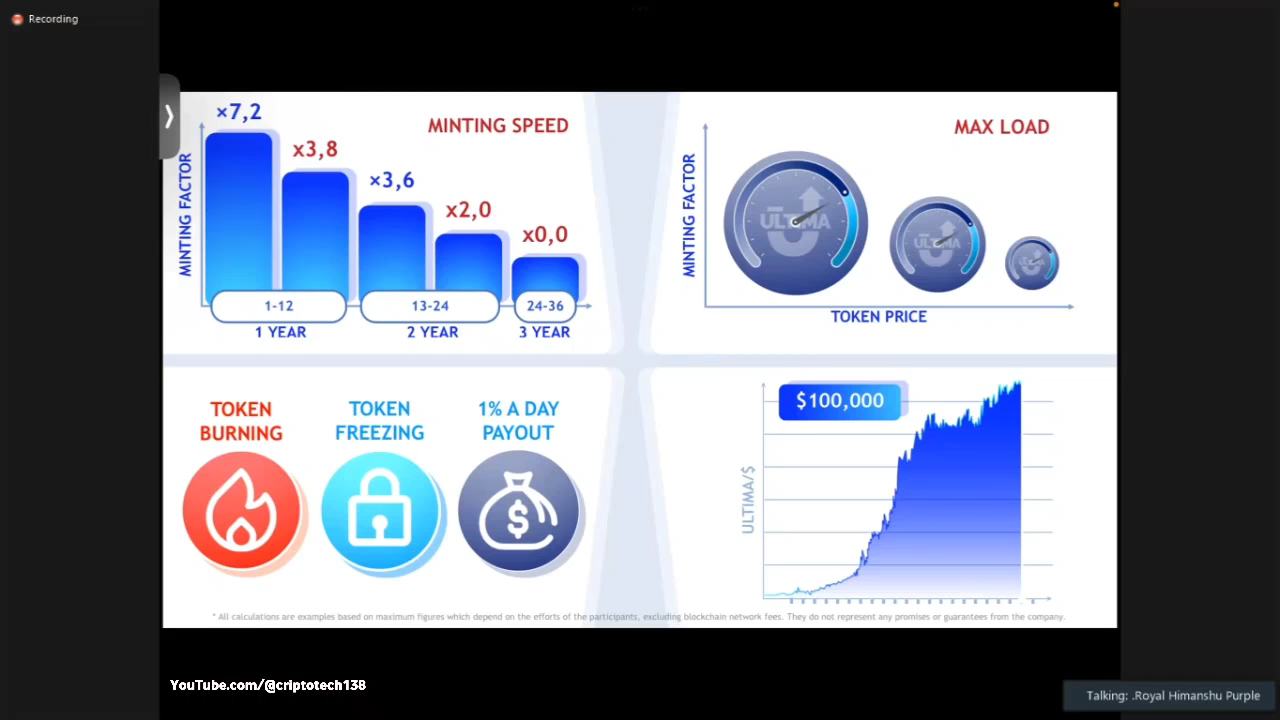 Recording
×7,2
MINTING SPEED
x3,8
×3,6
x2,0
x0,0
MINTING FACTOR
1-12
13-24
24-36
1 YEAR
2 YEAR
3 YEAR
MAX LOAD
MINTING FACTOR
ULTIMA
ULTIMA
ULTIMA
TOKEN PRICE
TOKEN
BURNING
TOKEN
FREEZING
1% A DAY
PAYOUT
$100,000
ULTIMA/$
* All calculations are examples based on maximum figures which depend on the efforts of the participants, excluding blockchain network fees. They do not represent any promises or guarantees from the company.
YouTube.com/@criptotech138
Talking: .Royal Himanshu Purple